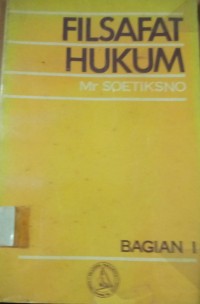 FILSAFAT
HUKUM
Mr SOETIKSNO
BAGIAN I